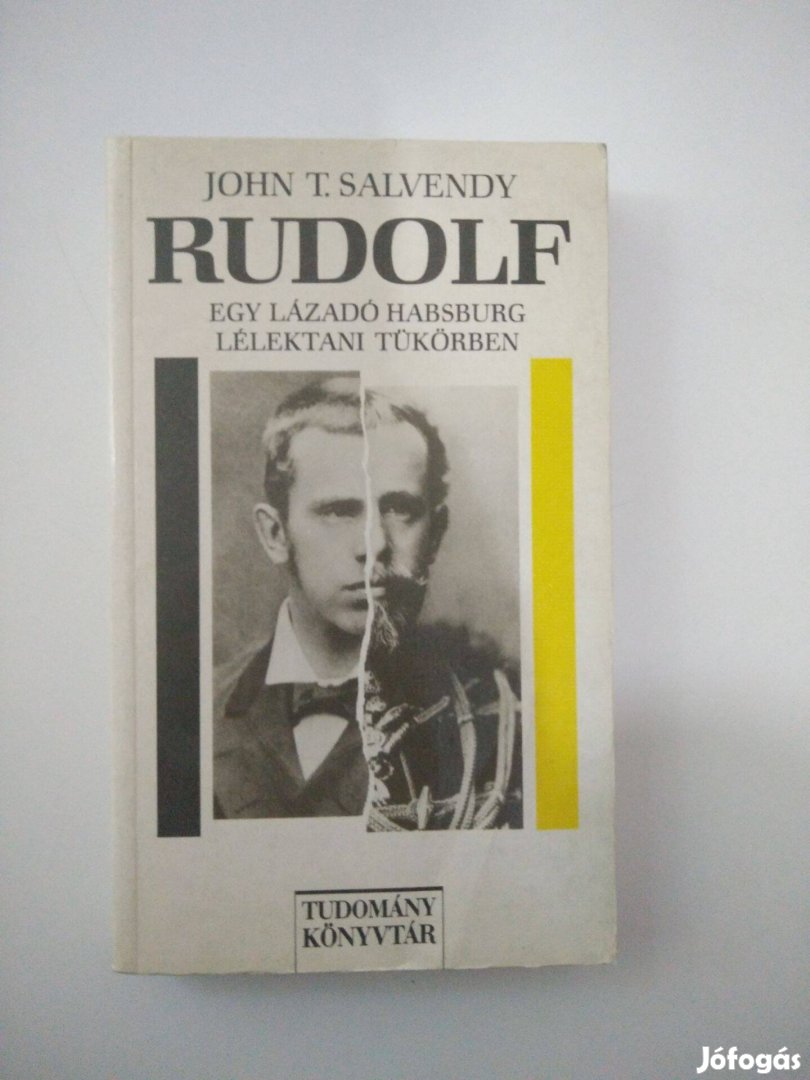 JOHN T. SALVENDY
RUDOLF
EGY LÁZADÓ HABSBURG
LÉLEKTANI TÜKÖRBEN
TUDOMÁNY
KÖNYVTÁR
Jófogás